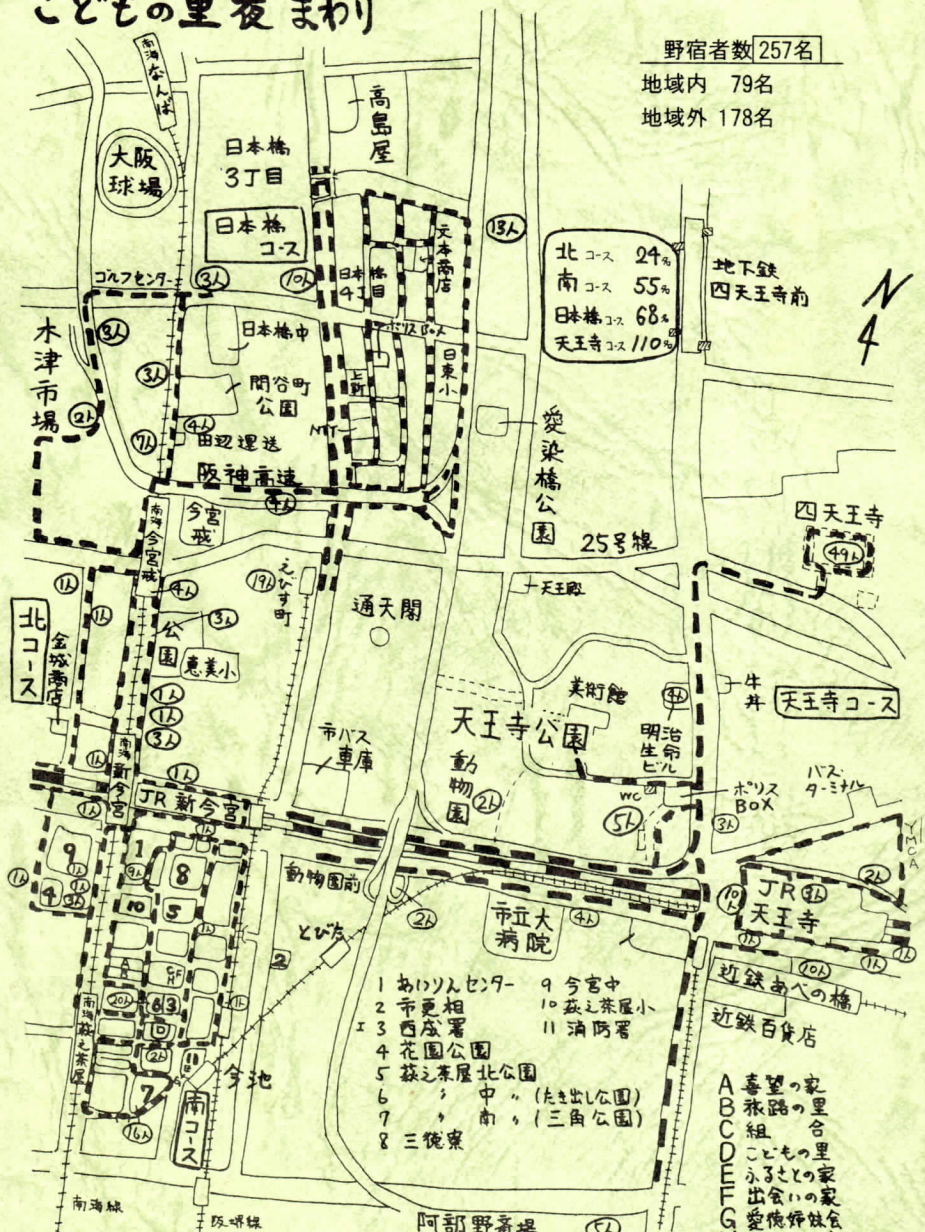 こどもの里夜まわり
野宿者数 257名
地域内 79名
地域外 178名
南海なんば
大阪球場
高島屋
日本橋3丁目
日本橋コース
文本商店
13人
北コース 24名
南コース 55名
日本橋コース 68名
天王寺コース 110名
地下鉄
四天王寺前
N
4
ゴルフセンター
3人
10人
日本橋4丁目
ポリスBox
木津市場
3人
日本橋中
3人
関谷町公園
上新
日東小
2人
4人
7人
田辺運送
NTT
愛染橋公園
阪神高速
4人
南海今宮戎
今宮戎
25号線
四天王寺
49人
1人
1人
4人
19人
えびす町
天王殿
通天閣
北コース
金城商店
公園
3人
恵美小
1人
1人
3人
美術館
4人
牛丼
天王寺コース
天王寺公園
明治生命ビル
市バス車庫
動物園
2人
WC
ポリスBOX
バスターミナル
5人
3人
YMCA
1人
南海新今宮
1人
JR新今宮
1人
1人
9
1人
1人
4
3人
1人
1
9人
8
10
5
1人
動物園前
2人
とびた
2
市立大病院
4人
10人
JR天王寺
3人
2人
1人
1人
1人
10人
近鉄あべの橋
近鉄百貨店
20人
6
3
D
2人
1人
11
7
16人
今池
南コース
南海萩之茶屋
1 あいりんセンター
2 市更相
3 西成署
4 花園公園
5 萩之茶屋北公園
6 〃 中 〃 (たき出し公園)
7 〃 南 〃 (三角公園)
8 三徳寮
9 今宮中
10 萩之茶屋小
11 消防署
A 喜望の家
B 旅路の里
C 組合
D こどもの里
E ふるさとの家
F 出会いの家
G 愛徳姉妹会
南海線
阪堺線
阿部野斎場
5人